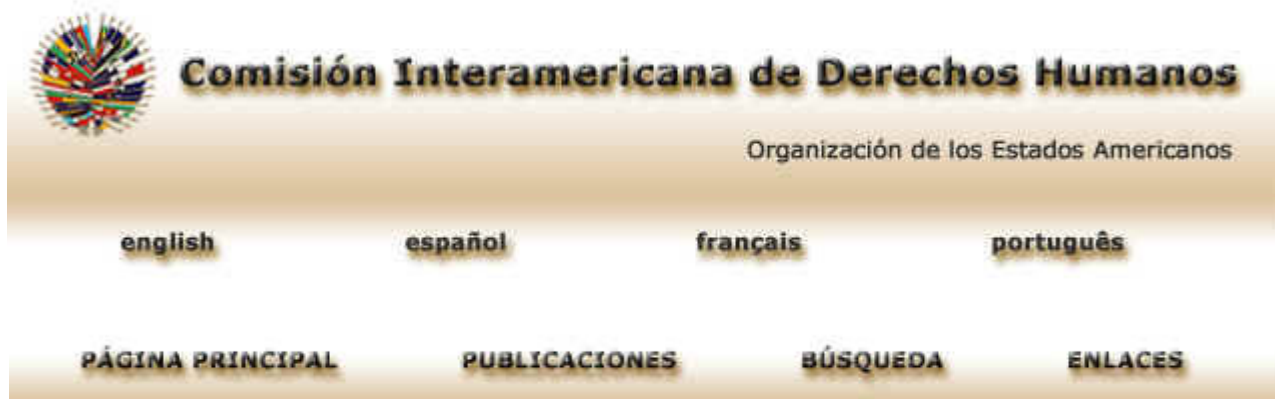 Comisión Interamericana de Derechos Humanos
Organización de los Estados Americanos
english español français português
PÁGINA PRINCIPAL PUBLICACIONES BÚSQUEDA ENLACES